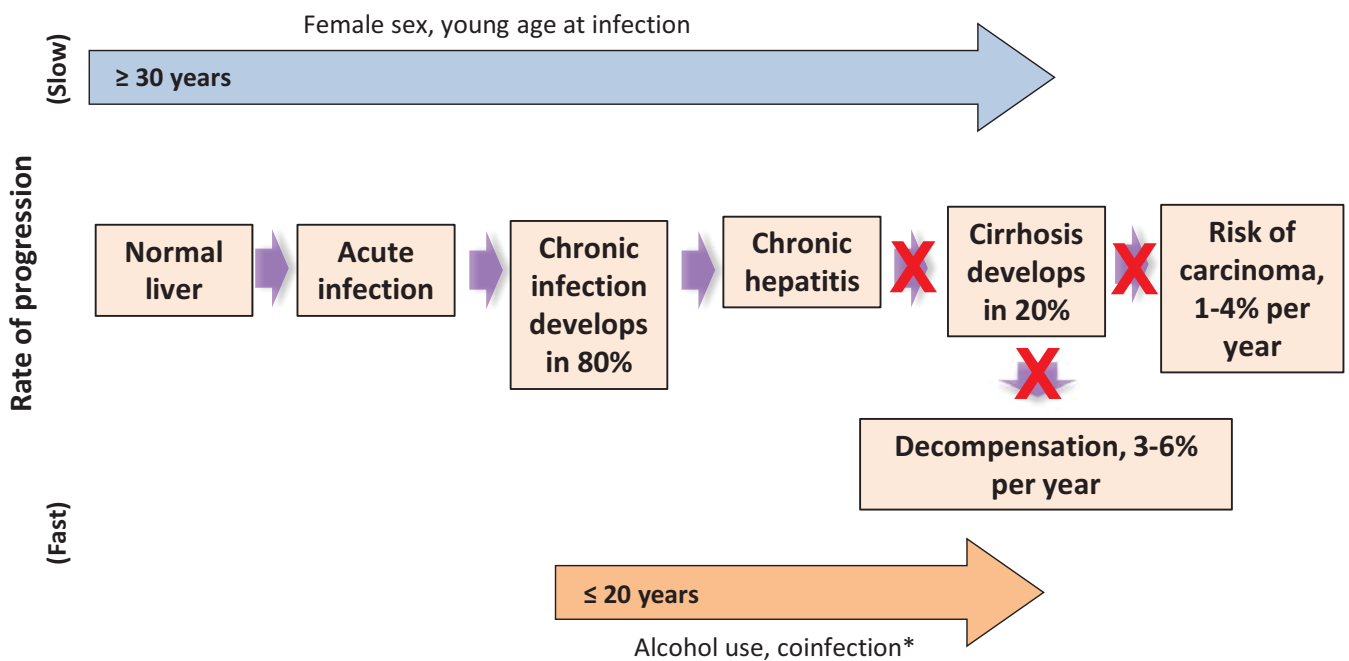 Female sex, young age at infection
(Slow)
≥ 30 years
Rate of progression
Normal
liver
Acute
infection
Chronic
infection
develops
in 80%
Chronic
hepatitis
X
Cirrhosis
develops
in 20%
X
Risk of
carcinoma,
1-4% per
year
X
Decompensation, 3-6%
per year
(Fast)
≤ 20 years
Alcohol use, coinfection*